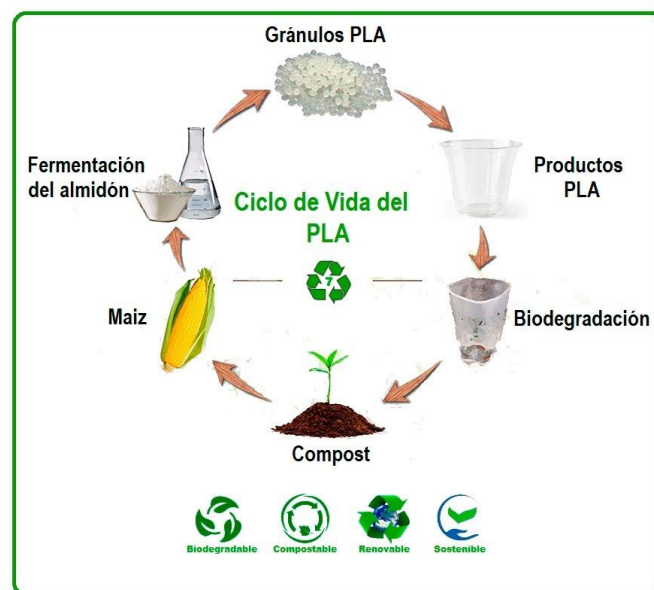 Gránulos PLA
Fermentación
del almidón
Productos
PLA
Ciclo de Vida del
PLA
7
Maiz
Biodegradación
Compost
Biodegradable
Compostable
Renovable
Sostenible